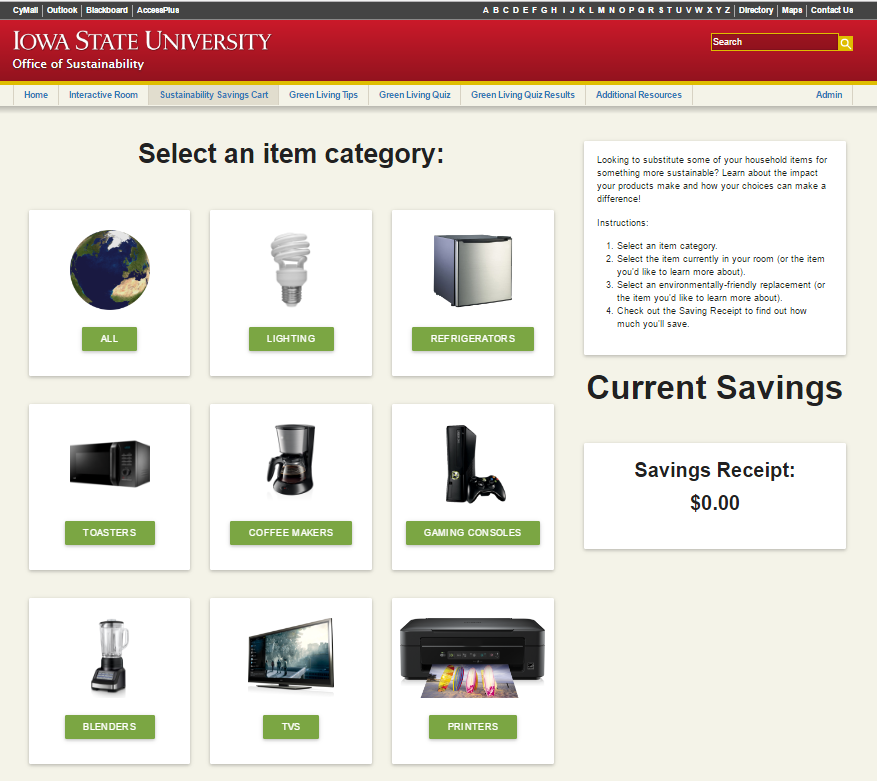 CyMail Outlook Blackboard AccessPlus
A B C D E F G H I J K L M N O P Q R S T U V W X Y Z Directory Maps Contact Us
IOWA STATE UNIVERSITY
Office of Sustainability
Search
Home Interactive Room Sustainability Savings Cart Green Living Tips Green Living Quiz Green Living Quiz Results Additional Resources Admin
Select an item category:
ALL
LIGHTING
REFRIGERATORS
TOASTERS
COFFEE MAKERS
GAMING CONSOLES
BLENDERS
TVS
PRINTERS
Looking to substitute some of your household items for
something more sustainable? Learn about the impact
your products make and how your choices can make a
difference!
Instructions:
1. Select an item category.
2. Select the item currently in your room (or the item
you'd like to learn more about).
3. Select an environmentally-friendly replacement (or
the item you'd like to learn more about).
4. Check out the Saving Receipt to find out how
much you'll save.
Current Savings
Savings Receipt:
$0.00